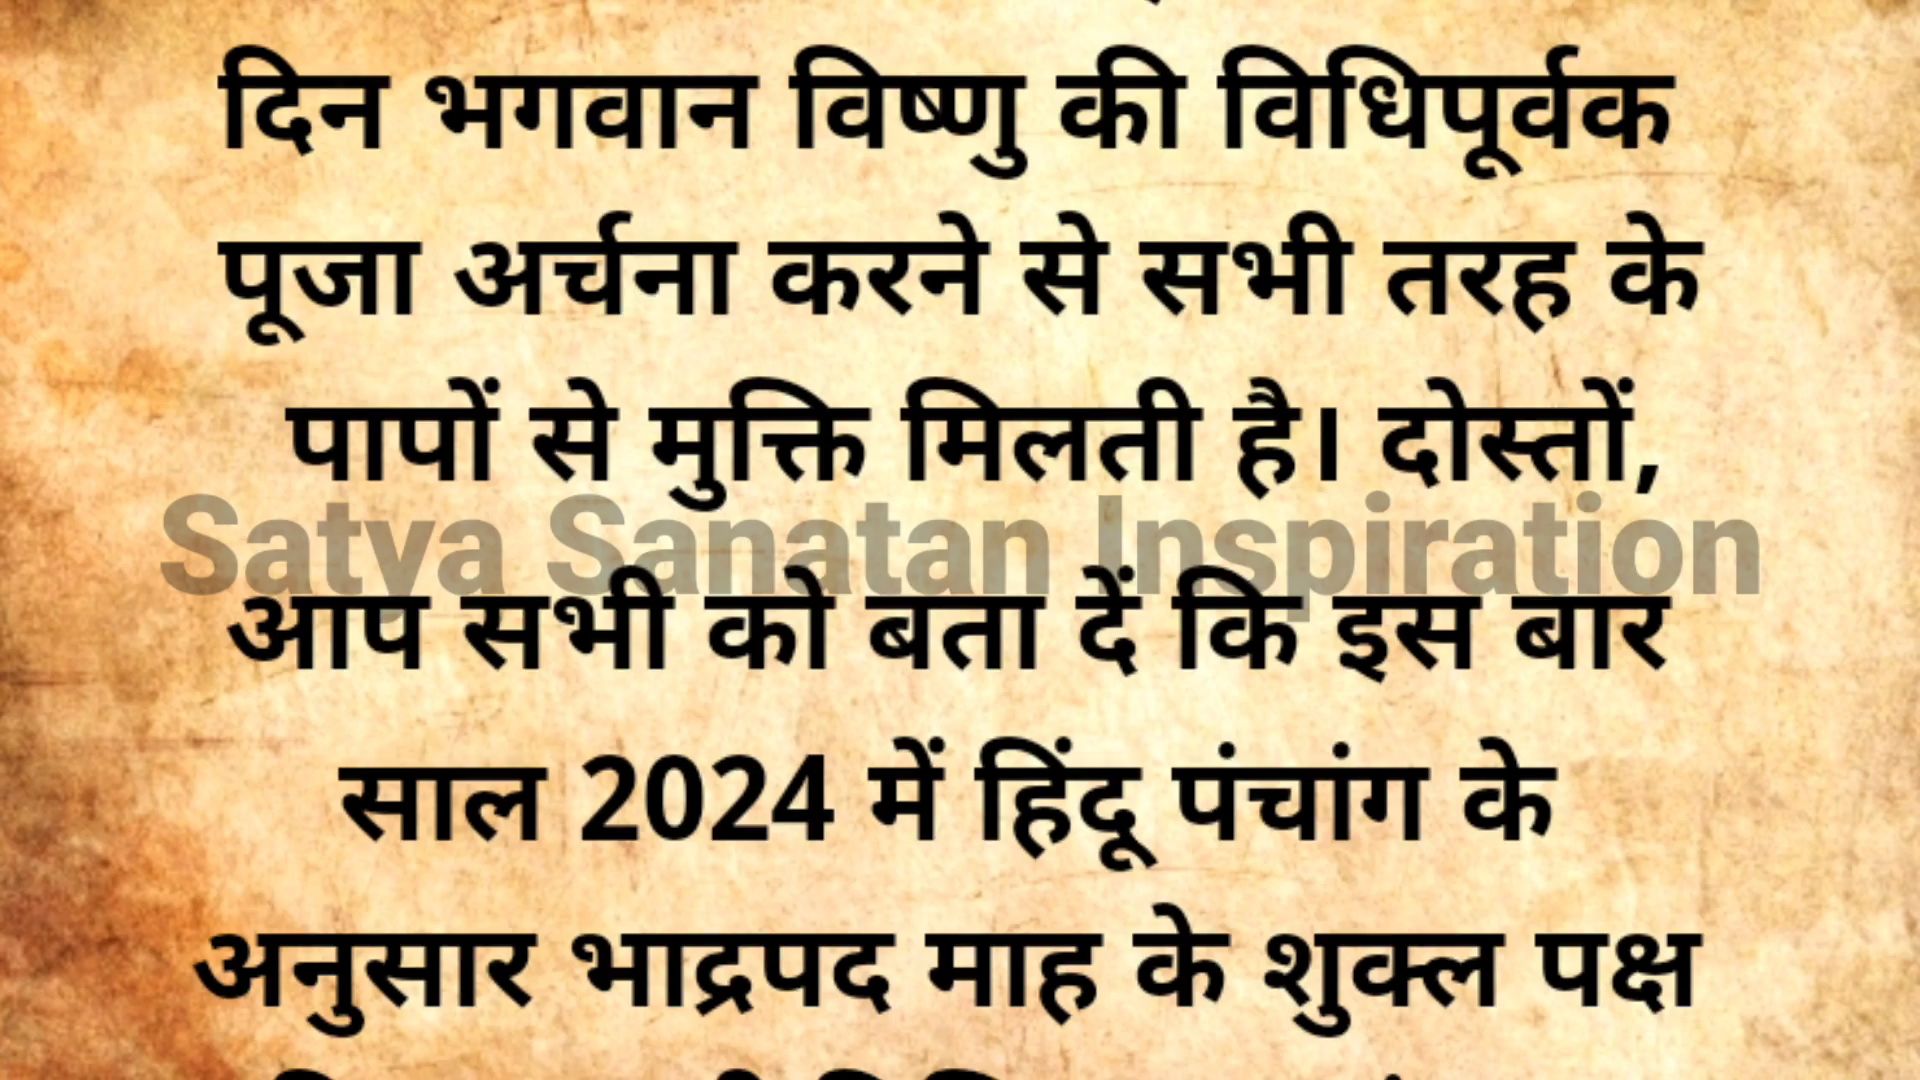 दिन भगवान विष्णु की विधिपूर्वक
पूजा अर्चना करने से सभी तरह के
पापों से मुक्ति मिलती है। दोस्तों,
Satya Sanatan Inspiration
आप सभी को बता दें कि इस बार
साल 2024 में हिंदू पंचांग के
अनुसार भाद्रपद माह के शुक्ल पक्ष